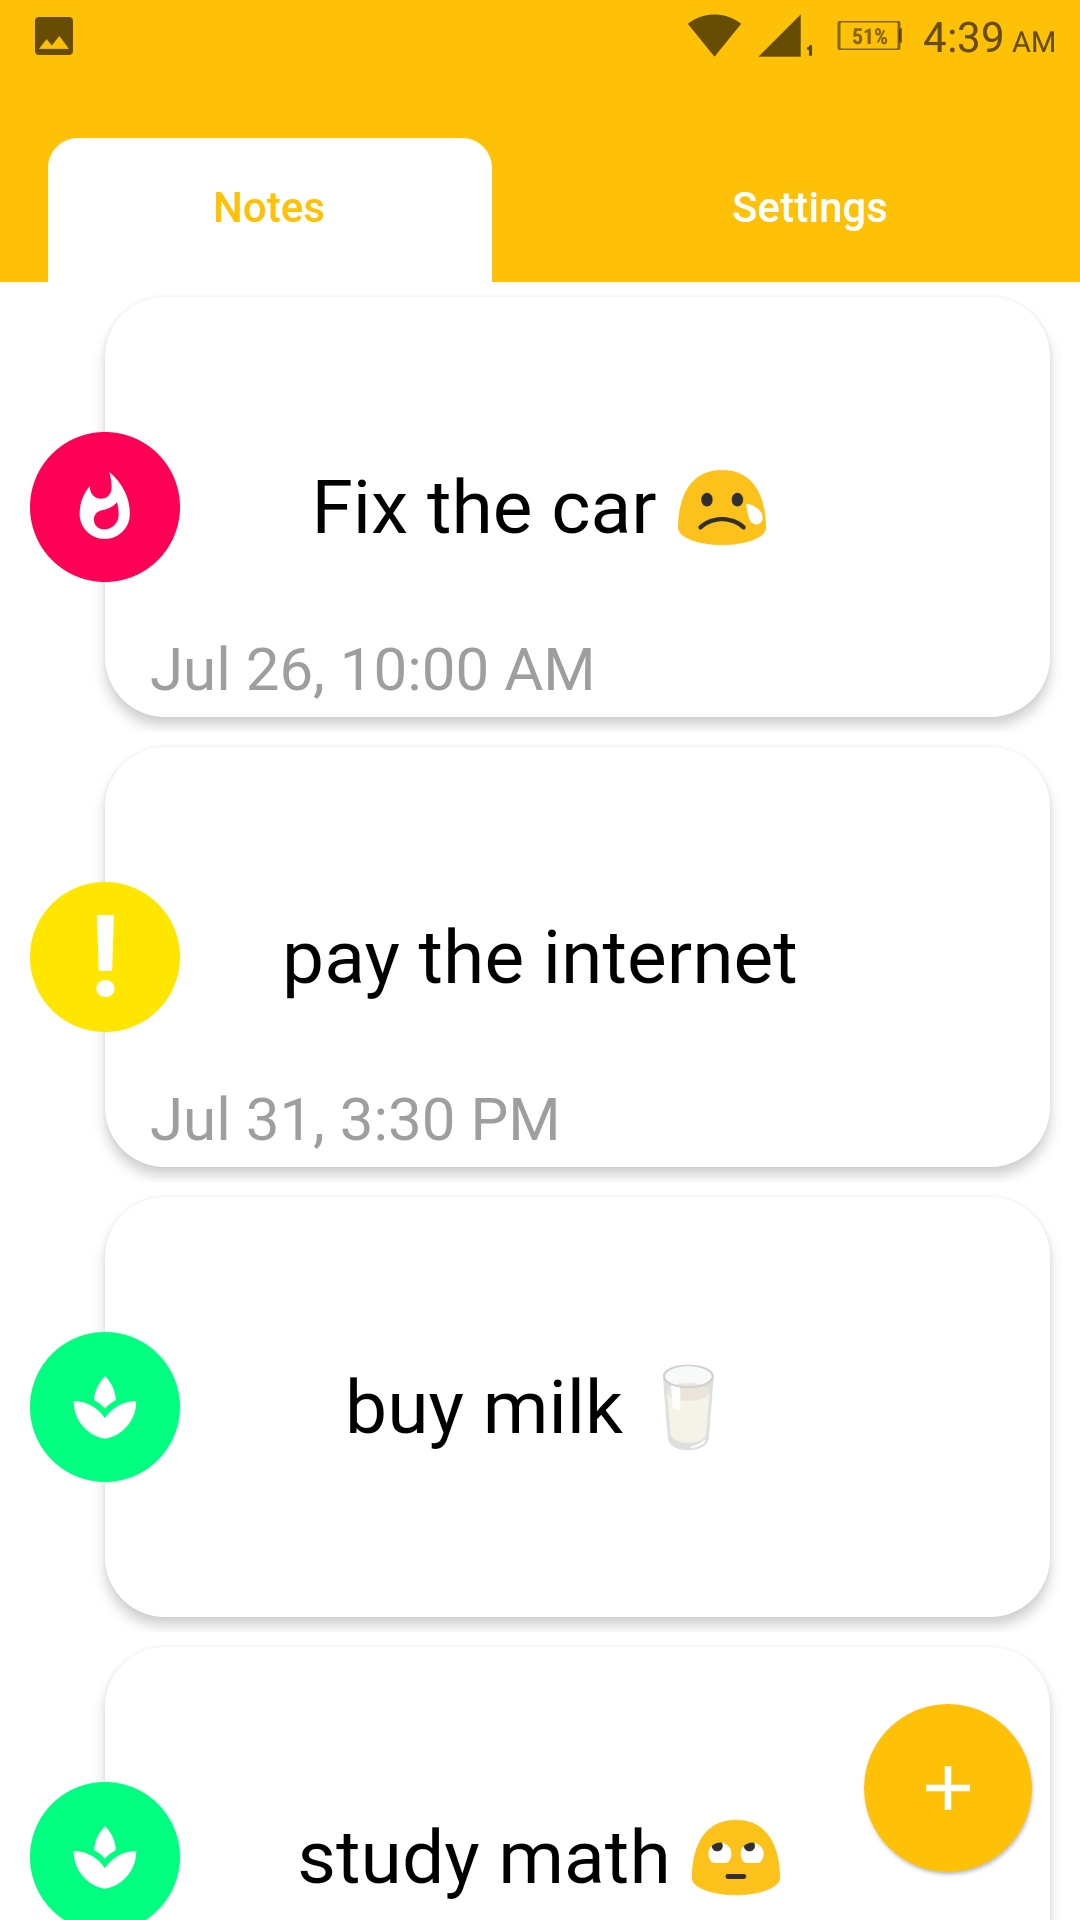 51% 4:39 AM
Notes Settings
Fix the car 😢
Jul 26, 10:00 AM
pay the internet
Jul 31, 3:30 PM
buy milk 🥛
study math 🙄